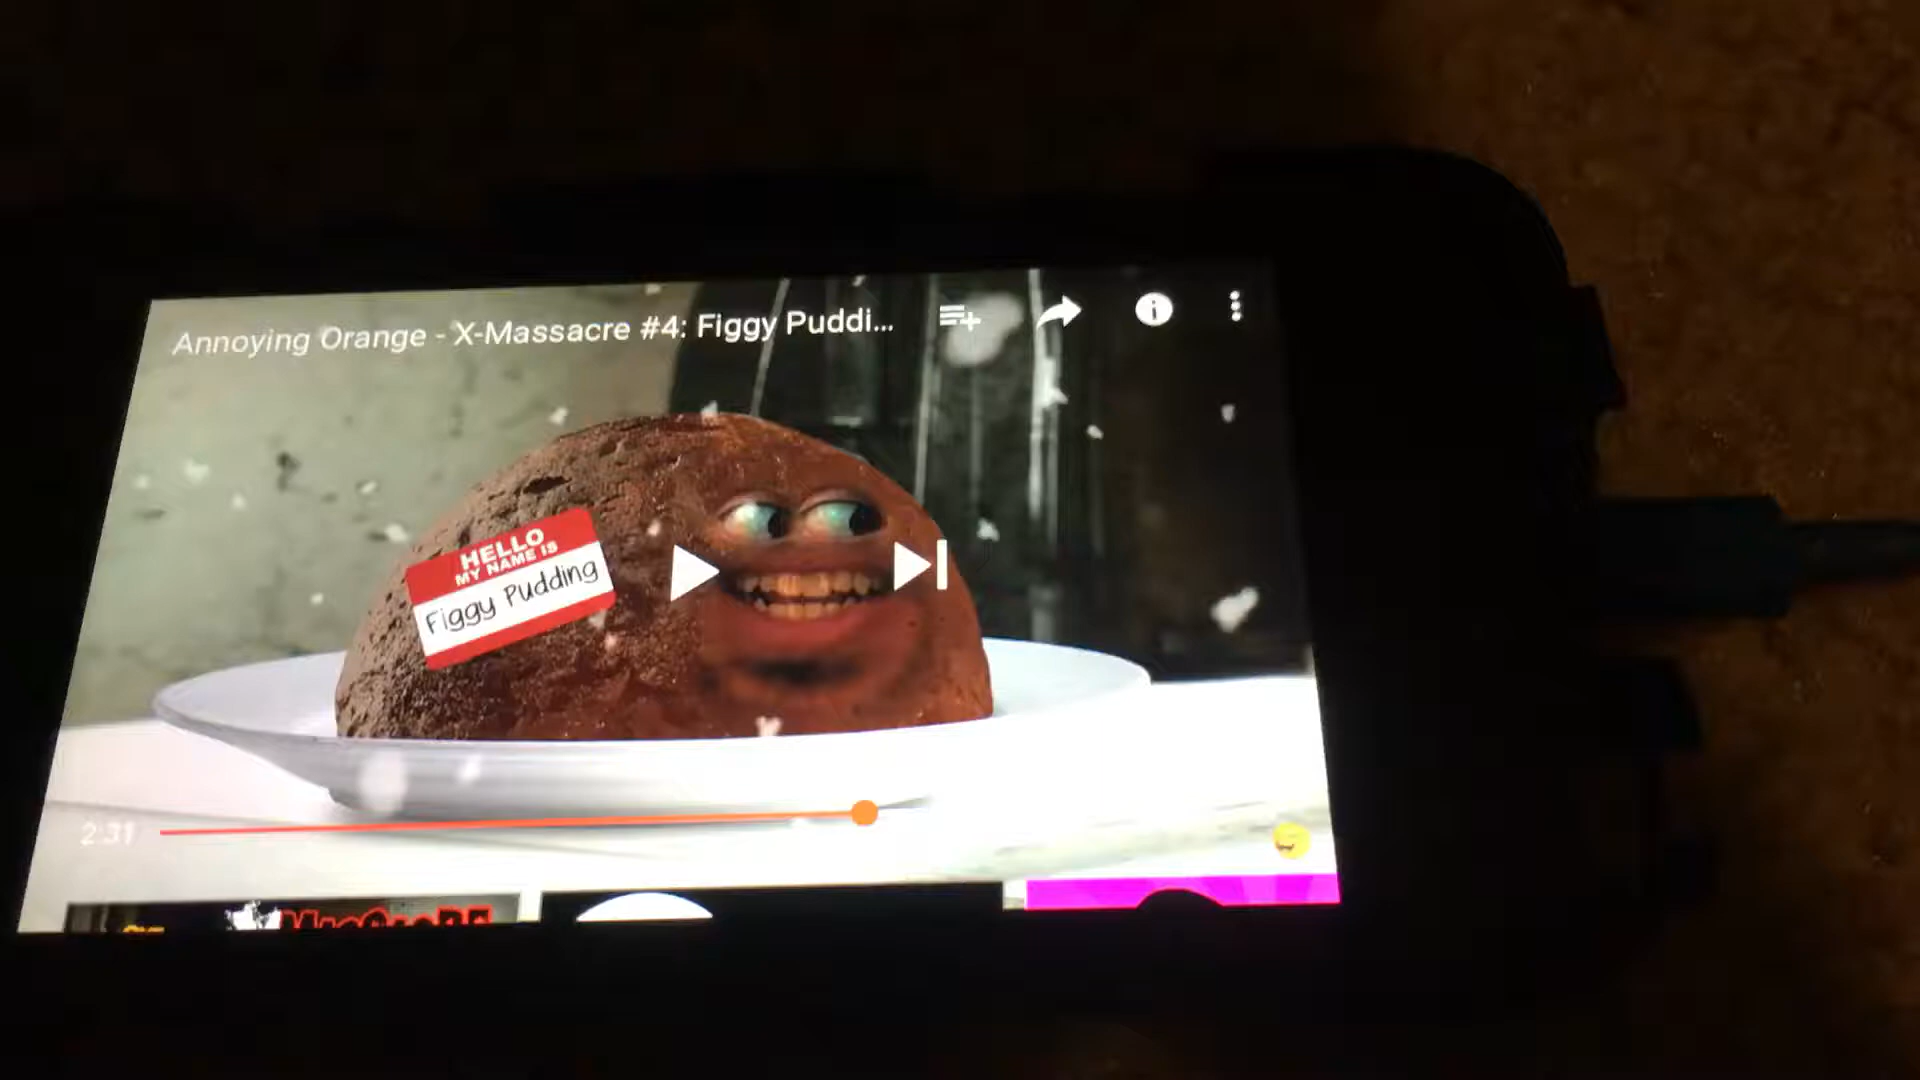 Annoying Orange - X-Massacre #4: Figgy Puddi...
HELLO
MY NAME IS
Figgy Pudding
2:31